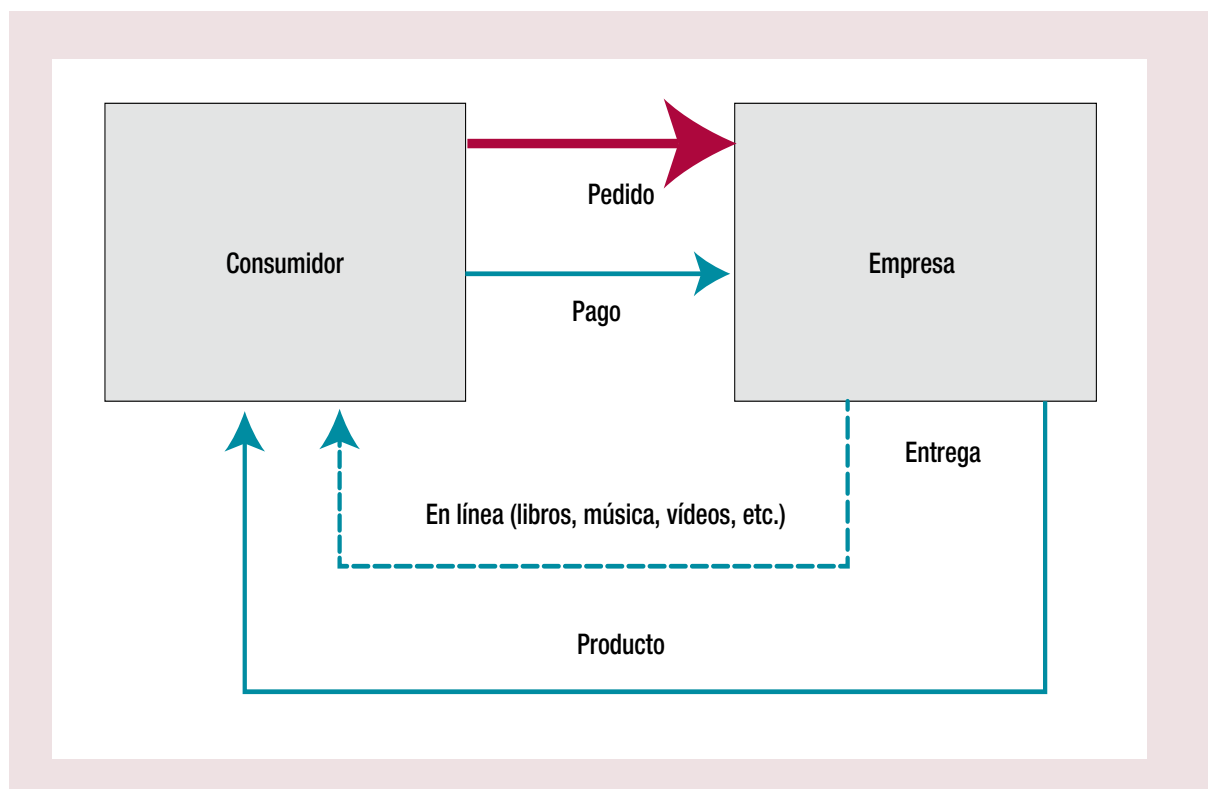 Pedido
Consumidor
Empresa
Pago
Entrega
En línea (libros, música, vídeos, etc.)
Producto